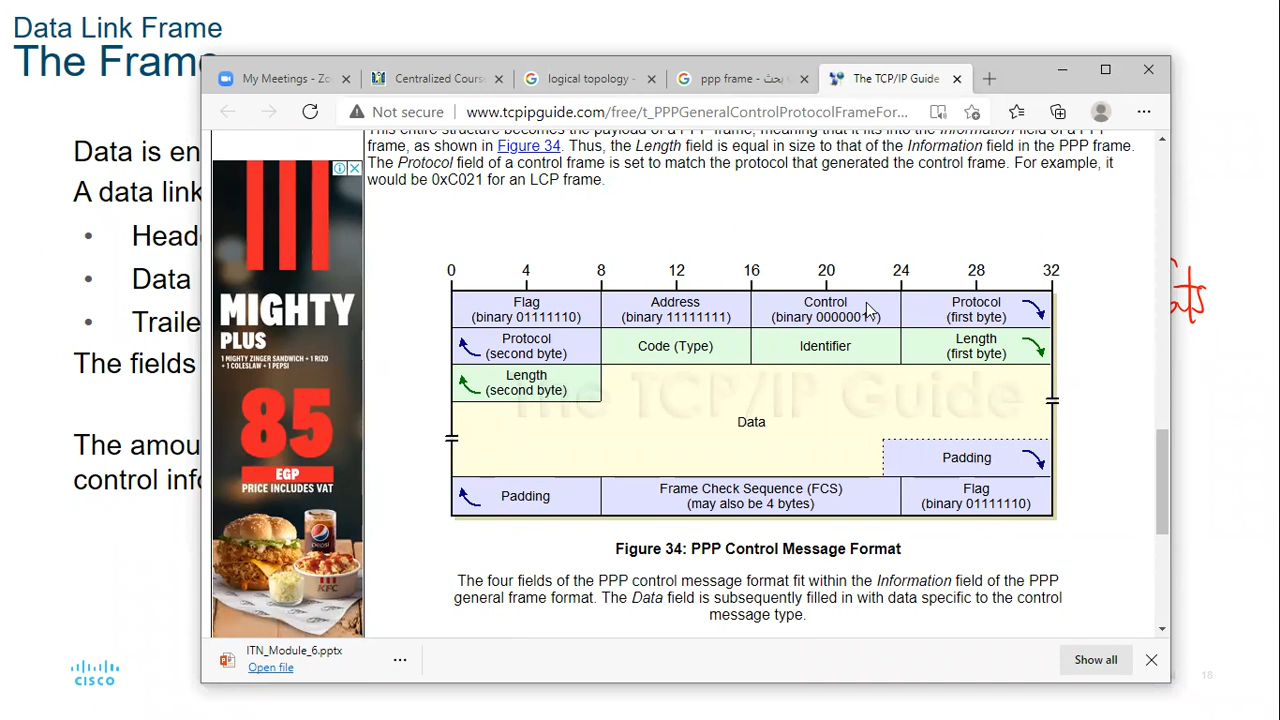 Data Link Frame
The Frame
Data is en
A data link
• Heade
• Data
• Traile
The fields
The amou
control info
CISCO
18
My Meetings - Zo
Centralized Cours
logical topology -
ppp frame - بحث
The TCP/IP Guide
Not secure
www.tcpipguide.com/free/t_PPPGeneralControlProtocolFrameFor...
This entire structure becomes the payload of a PPP frame, meaning that it fits into the Information field of a PPP
frame, as shown in Figure 34. Thus, the Length field is equal in size to that of the Information field in the PPP frame.
The Protocol field of a control frame is set to match the protocol that generated the control frame. For example, it
would be 0xC021 for an LCP frame.
MIGHTY
PLUS
1 MIGHTY ZINGER SANDWICH + 1 RIZO
+ 1 COLESLAW + 1 PEPSI
85
EGP
PRICE INCLUDES VAT
pepsi
KFC
0 4 8 12 16 20 24 28 32
Flag
(binary 01111110)
Address
(binary 11111111)
Control
(binary 000000
Protocol
(first byte)
Protocol
(second byte)
Code (Type)
Identifier
Length
(first byte)
Length
(second byte)
The TCP/IP Guide
Data
Padding
Padding
Frame Check Sequence (FCS)
(may also be 4 bytes)
Flag
(binary 01111110)
Figure 34: PPP Control Message Format
The four fields of the PPP control message format fit within the Information field of the PPP
general frame format. The Data field is subsequently filled in with data specific to the control
message type.
ITN_Module_6.pptx
Open file
Show all